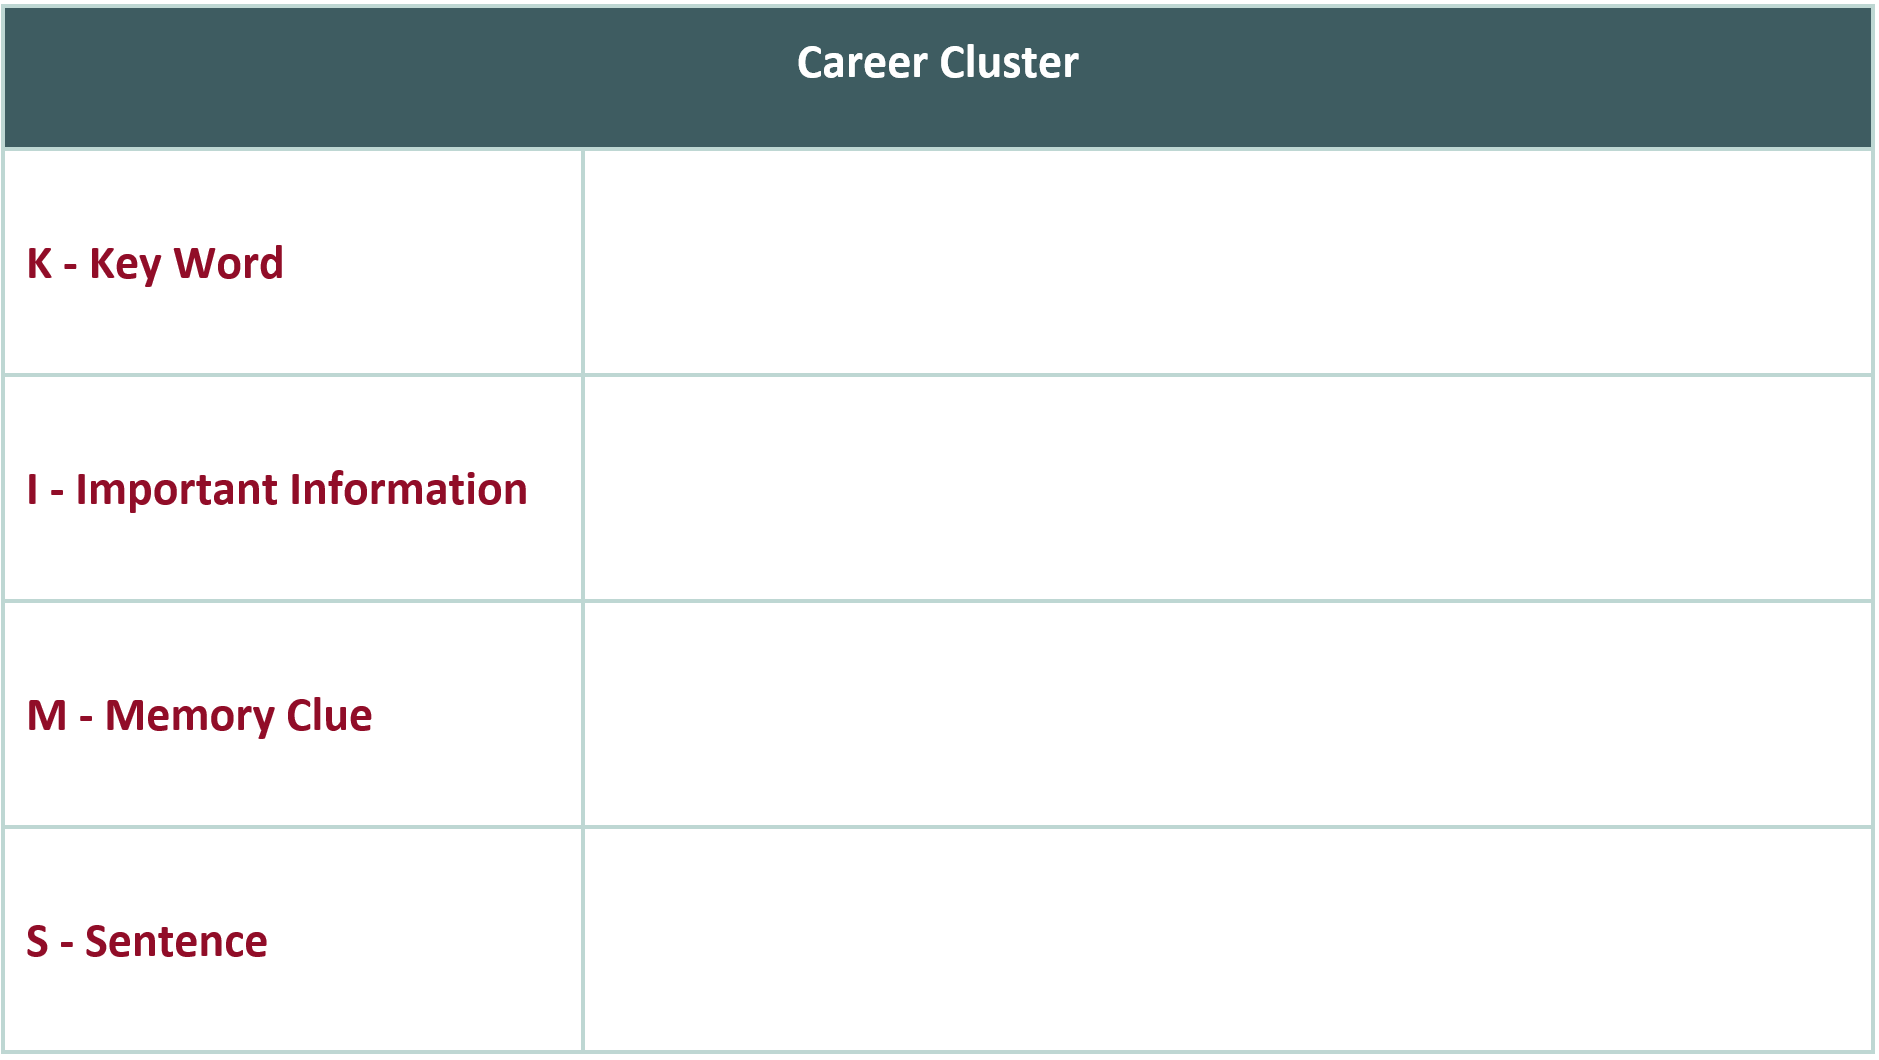 Career Cluster
K - Key Word
I - Important Information
M - Memory Clue
S - Sentence